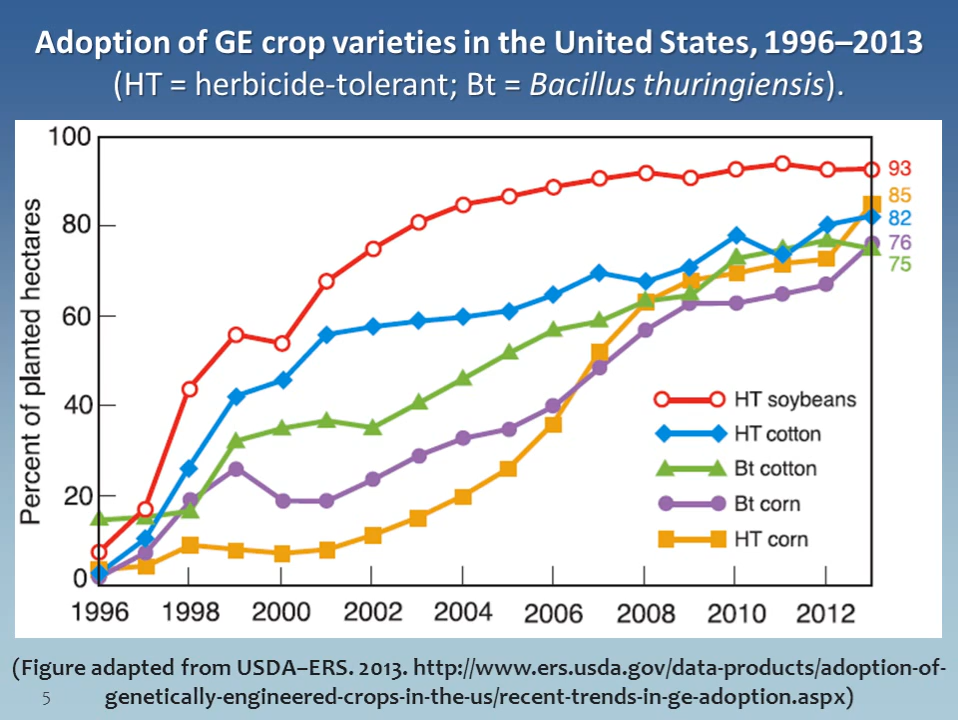 Adoption of GE crop varieties in the United States, 1996–2013
(HT = herbicide-tolerant; Bt = Bacillus thuringiensis).
100
80
60
40
20
0
Percent of planted hectares
93
85
82
76
75
HT soybeans
HT cotton
Bt cotton
Bt corn
HT corn
1996 1998 2000 2002 2004 2006 2008 2010 2012
(Figure adapted from USDA–ERS. 2013. http://www.ers.usda.gov/data-products/adoption-of-
genetically-engineered-crops-in-the-us/recent-trends-in-ge-adoption.aspx)
5